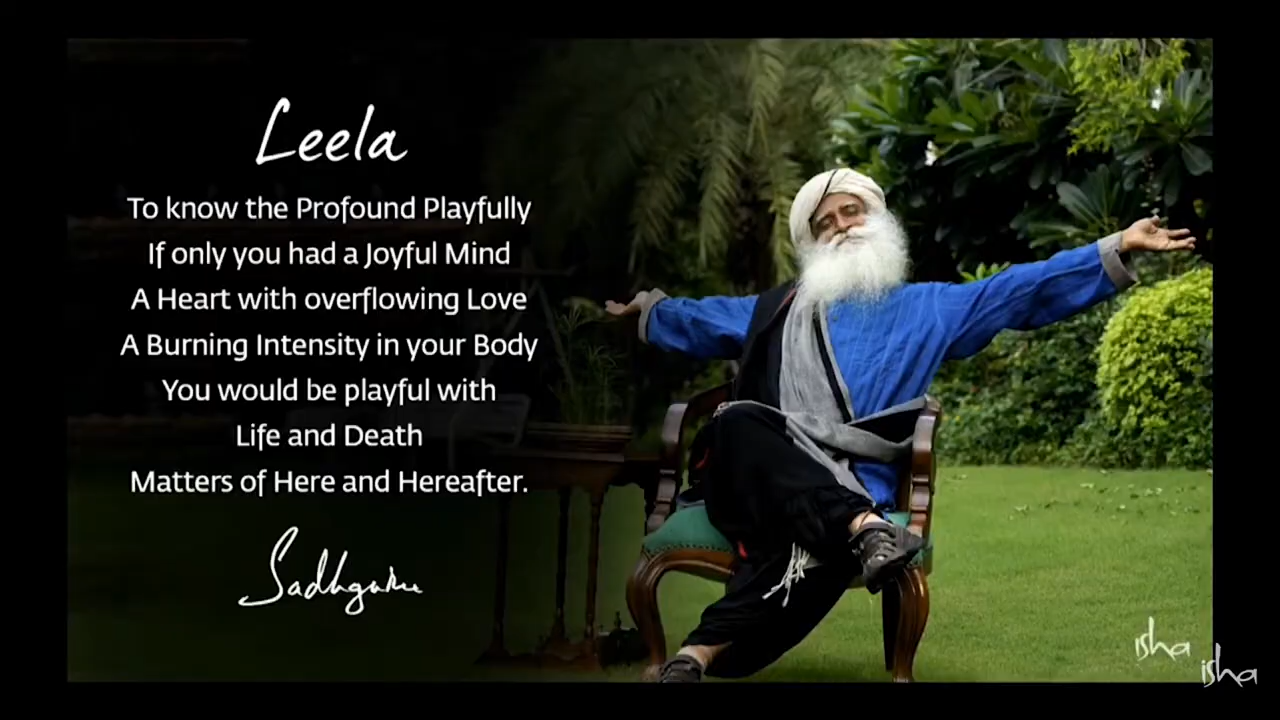 Leela
To know the Profound Playfully
If only you had a Joyful Mind
A Heart with overflowing Love
A Burning Intensity in your Body
You would be playful with
Life and Death
Matters of Here and Hereafter.
Sadhguru
isha
isha